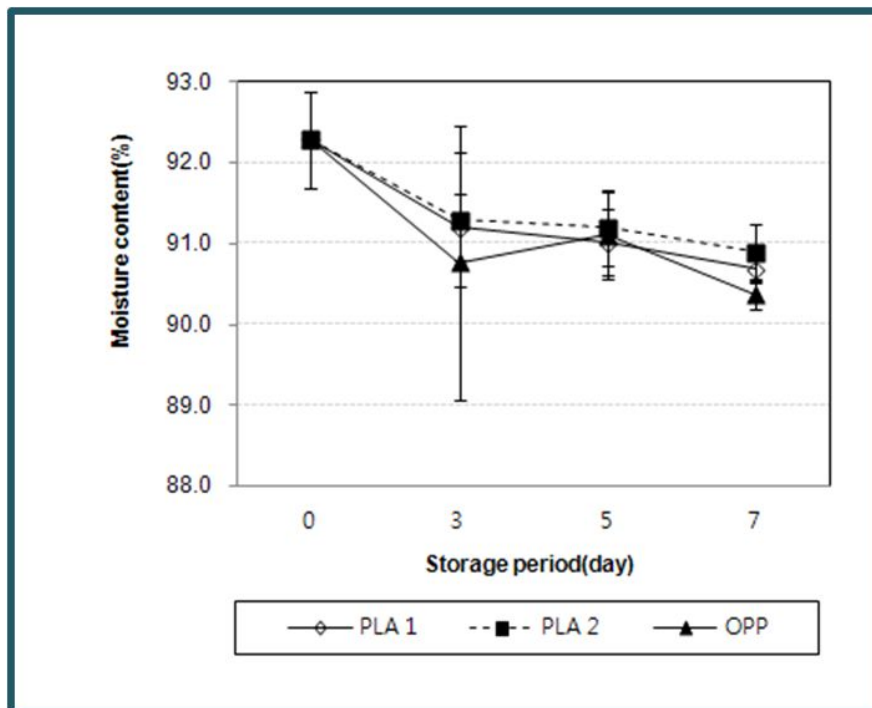 Moisture content(%)
93.0
92.0
91.0
90.0
89.0
88.0
0 3 5 7
Storage period(day)
PLA 1 PLA 2 OPP